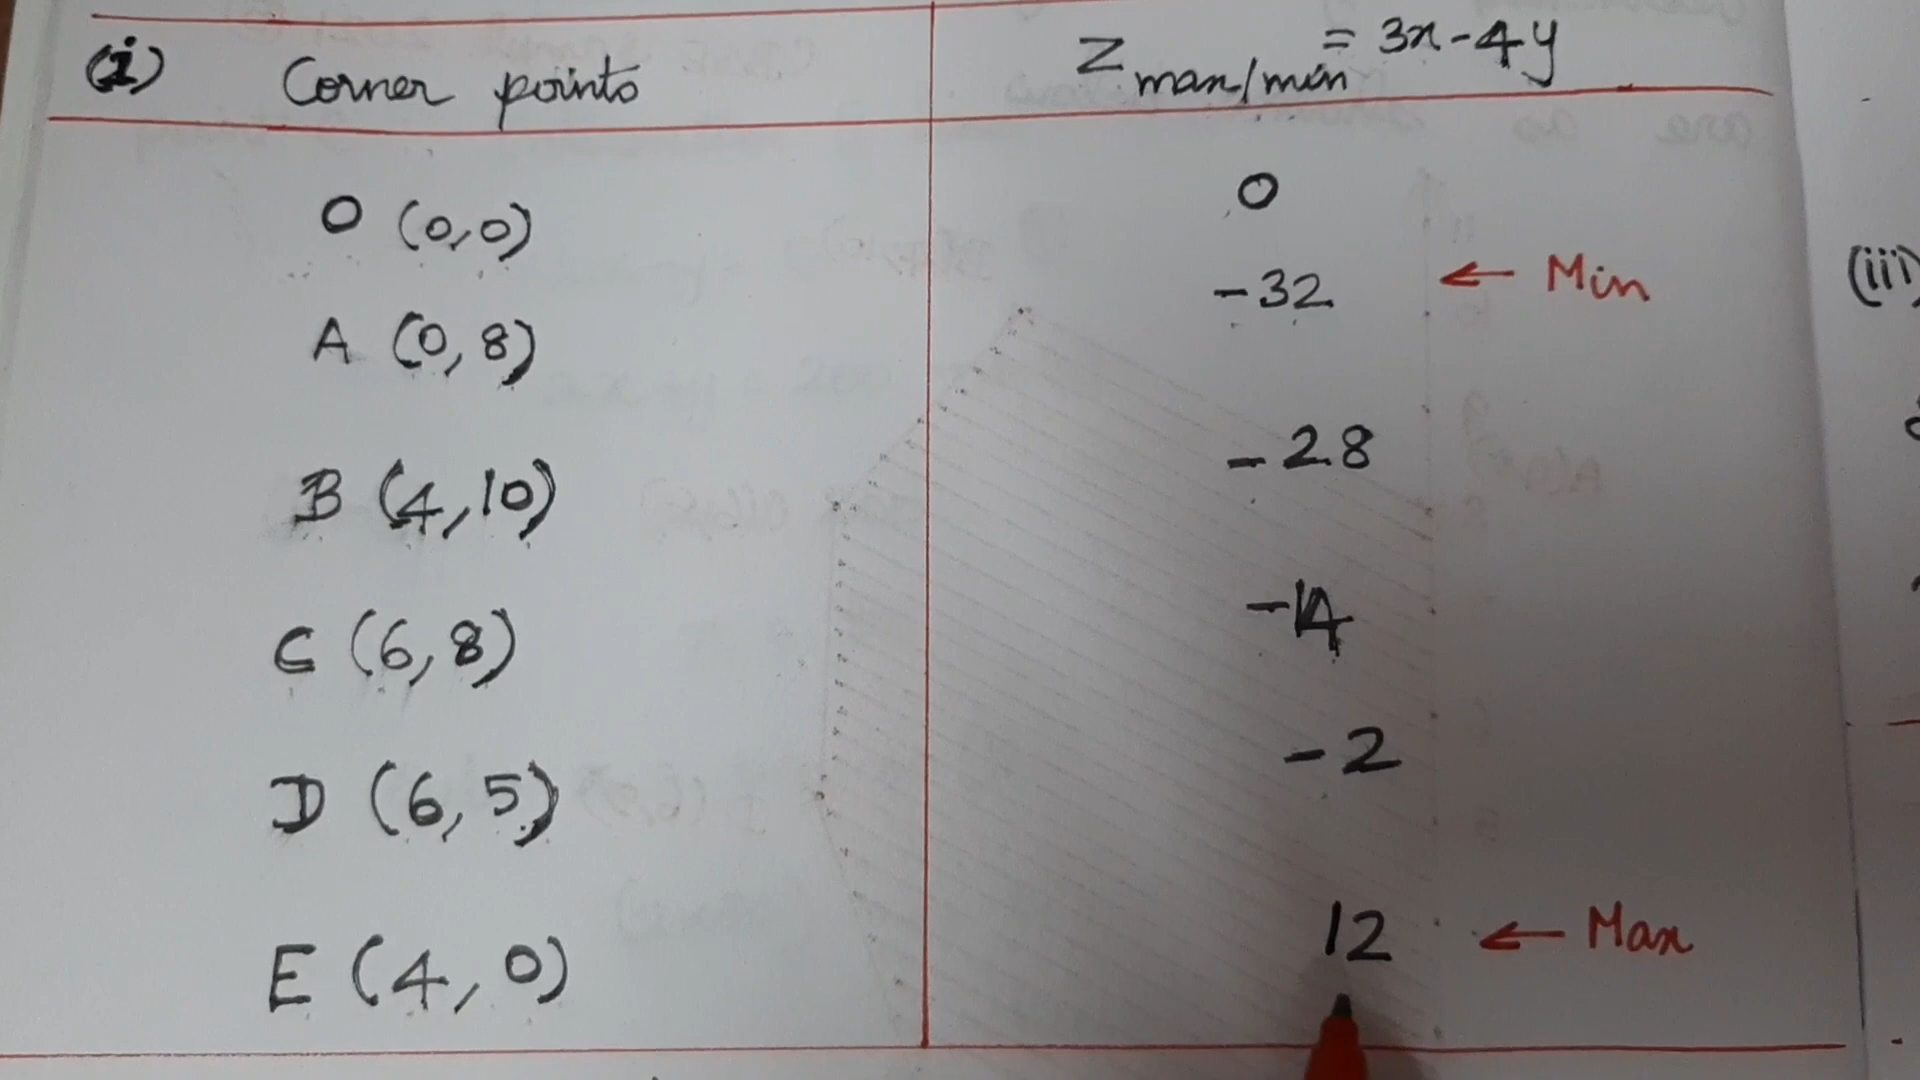 (i) Corner points Z max/min = 3x-4y
O (0,0) 0
A (0,8) -32 ← Min
B (4,10) -28
C (6,8) -14
D (6,5) -2
E (4,0) 12 ← Max
(iii)